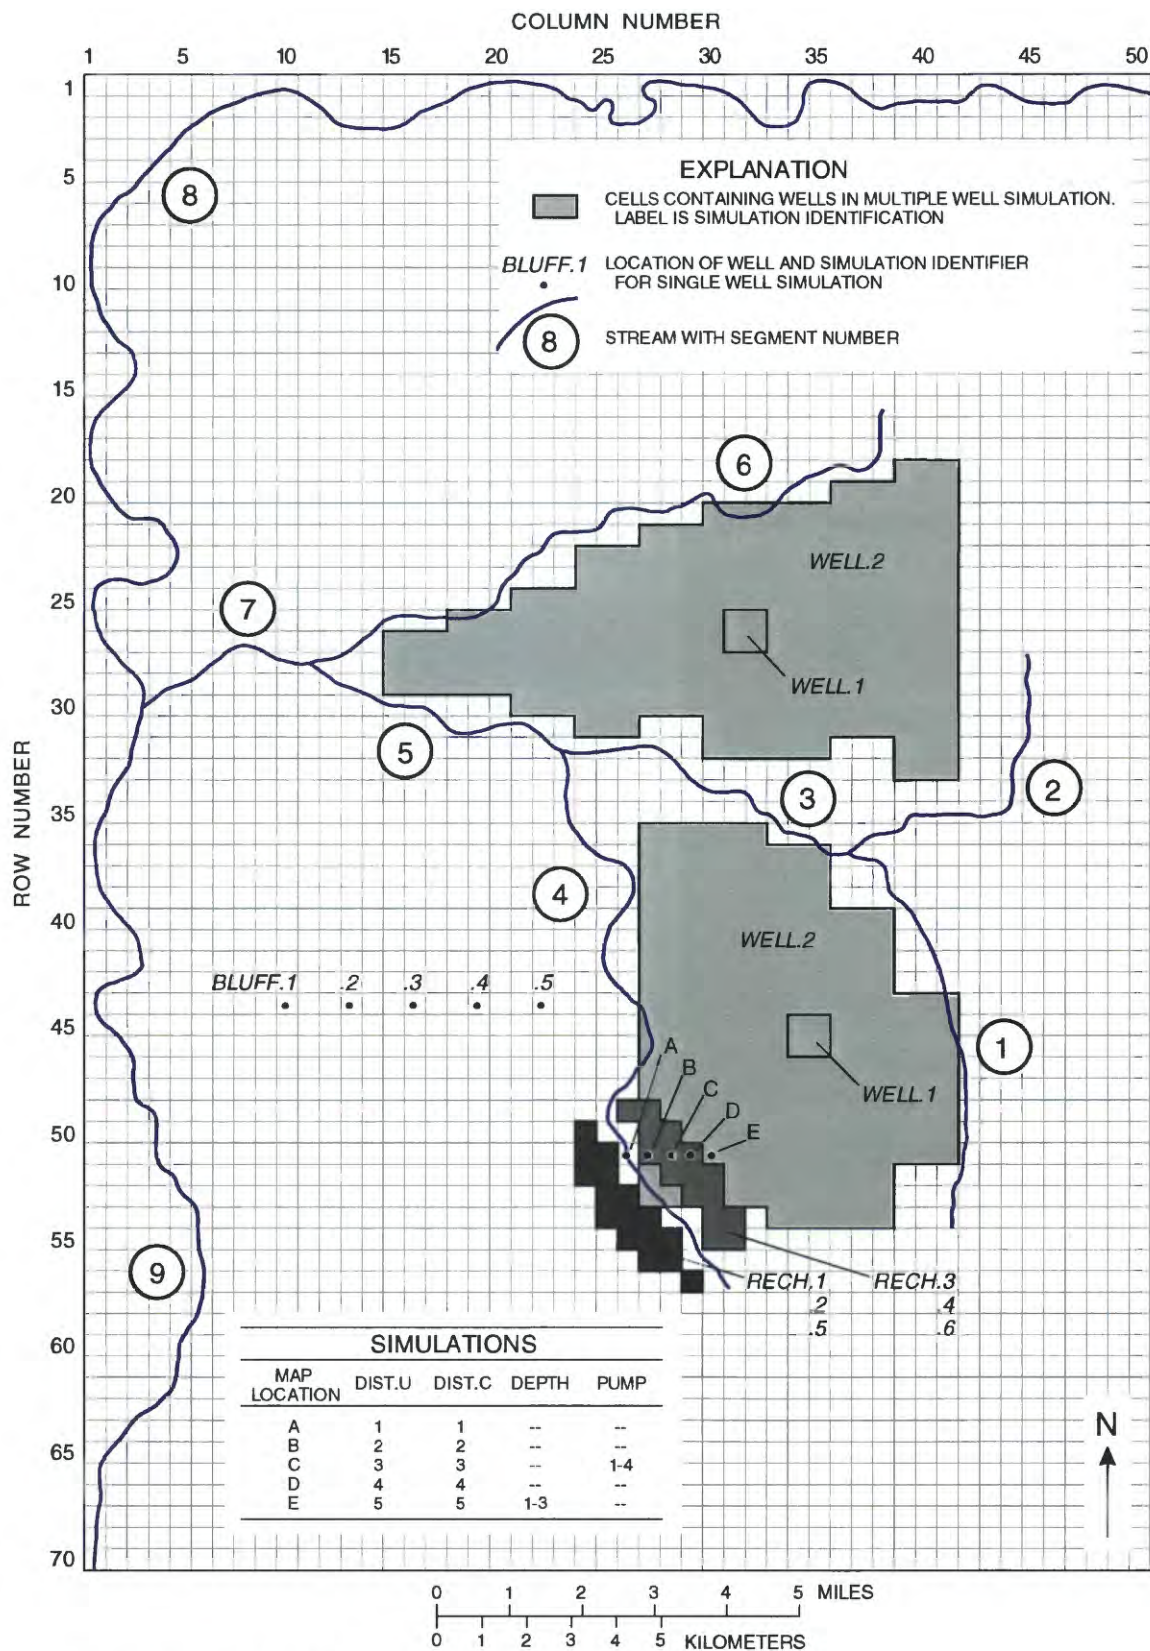 COLUMN NUMBER
1 5 10 15 20 25 30 35 40 45 50
1
5
10
15
20
25
30
35
40
45
50
55
60
65
70
ROW NUMBER
EXPLANATION
CELLS CONTAINING WELLS IN MULTIPLE WELL SIMULATION.
LABEL IS SIMULATION IDENTIFICATION
BLUFF.1
LOCATION OF WELL AND SIMULATION IDENTIFIER
FOR SINGLE WELL SIMULATION
8
STREAM WITH SEGMENT NUMBER
8
6
WELL.2
7
WELL.1
5
3
2
4
WELL.2
BLUFF.1 .2 .3 .4 .5
A
B
C
D
E
1
WELL.1
9
RECH.1 RECH.3
.2 .4
.5 .6
SIMULATIONS
MAP LOCATION DIST.U DIST.C DEPTH PUMP
A 1 1 -- --
B 2 2 -- --
C 3 3 -- 1-4
D 4 4 -- --
E 5 5 1-3 --
N
0 1 2 3 4 5 MILES
0 1 2 3 4 5 KILOMETERS